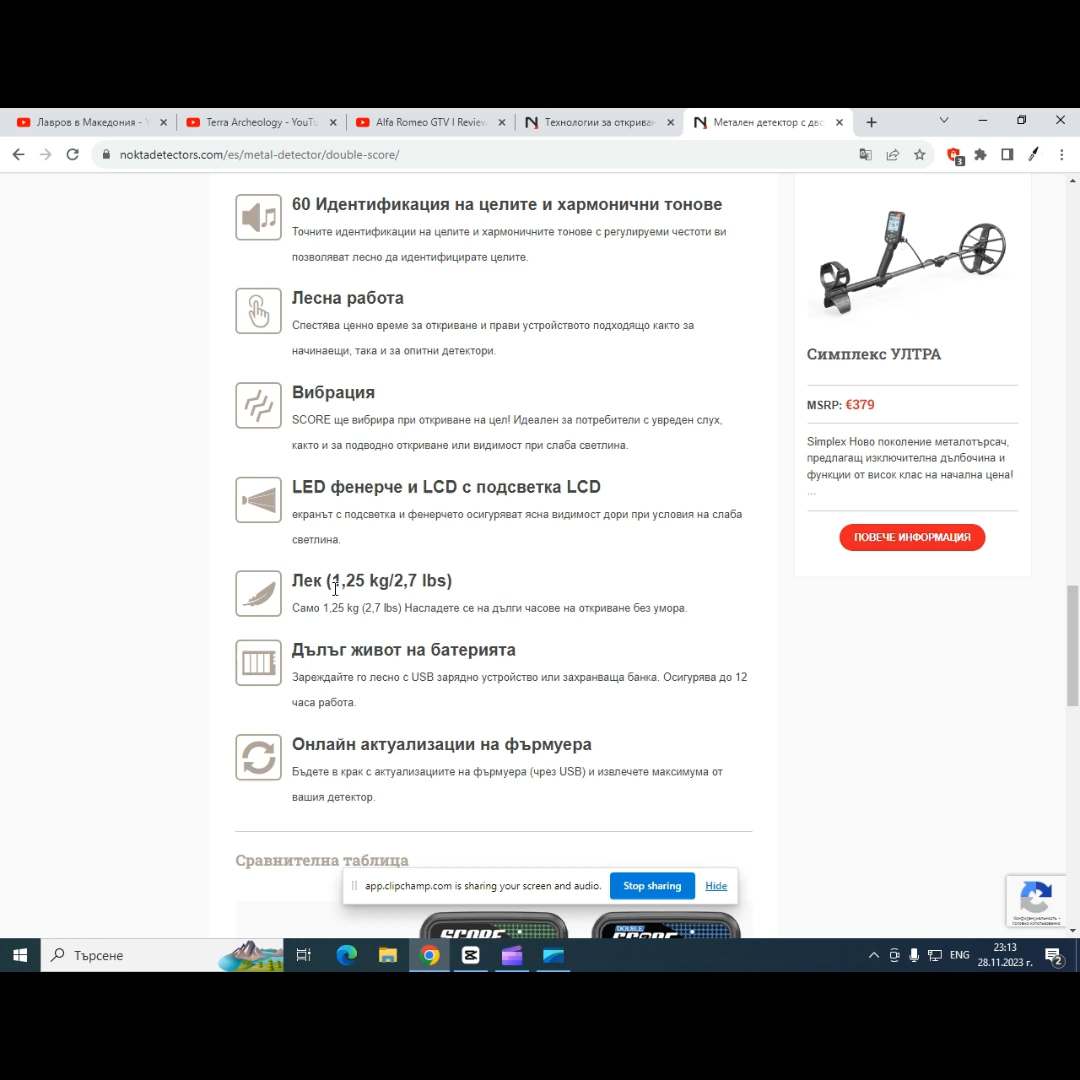 Лавров в Македония -
Terra Archeology - YouTu
Alfa Romeo GTV I Review
Технологии за откриван
Метален детектор с дво
noktadetectors.com/es/metal-detector/double-score/
3
60 Идентификация на целите и хармонични тонове
Точните идентификации на целите и хармоничните тонове с регулируеми честоти ви
позволяват лесно да идентифицирате целите.
Лесна работа
Спестява ценно време за откриване и прави устройството подходящо както за
начинаещи, така и за опитни детектори.
Вибрация
SCORE ще вибрира при откриване на цел! Идеален за потребители с увреден слух,
както и за подводно откриване или видимост при слаба светлина.
LED фенерче и LCD с подсветка LCD
екранът с подсветка и фенерчето осигуряват ясна видимост дори при условия на слаба
светлина.
Лек (1,25 kg/2,7 lbs)
Само 1,25 kg (2,7 lbs) Насладете се на дълги часове на откриване без умора.
Дълъг живот на батерията
Зареждайте го лесно с USB зарядно устройство или захранваща банка. Осигурява до 12
часа работа.
Онлайн актуализации на фърмуера
Бъдете в крак с актуализациите на фърмуера (чрез USB) и извлечете максимума от
вашия детектор.
Сравнителна таблица
SCORE
DOUBLE
SCORE
Симплекс УЛТРА
MSRP: €379
Simplex Ново поколение металотърсач,
предлагащ изключителна дълбочина и
функции от висок клас на начална цена!
...
ПОВЕЧЕ ИНФОРМАЦИЯ
app.clipchamp.com is sharing your screen and audio.
Stop sharing
Hide
Търсене
ENG
23:13
28.11.2023 г.
2